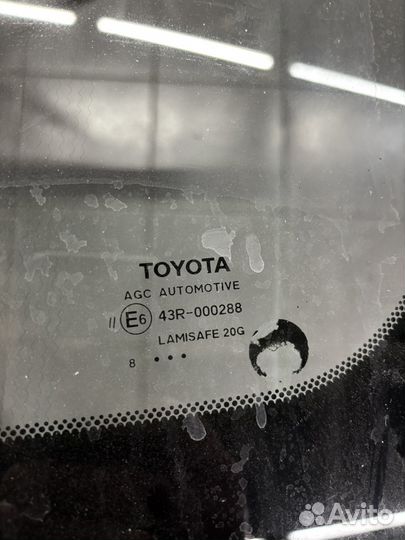 TOYOTA
AGC AUTOMOTIVE
II E6 43R-000288
LAMISAFE 20G
8 •••
Avito